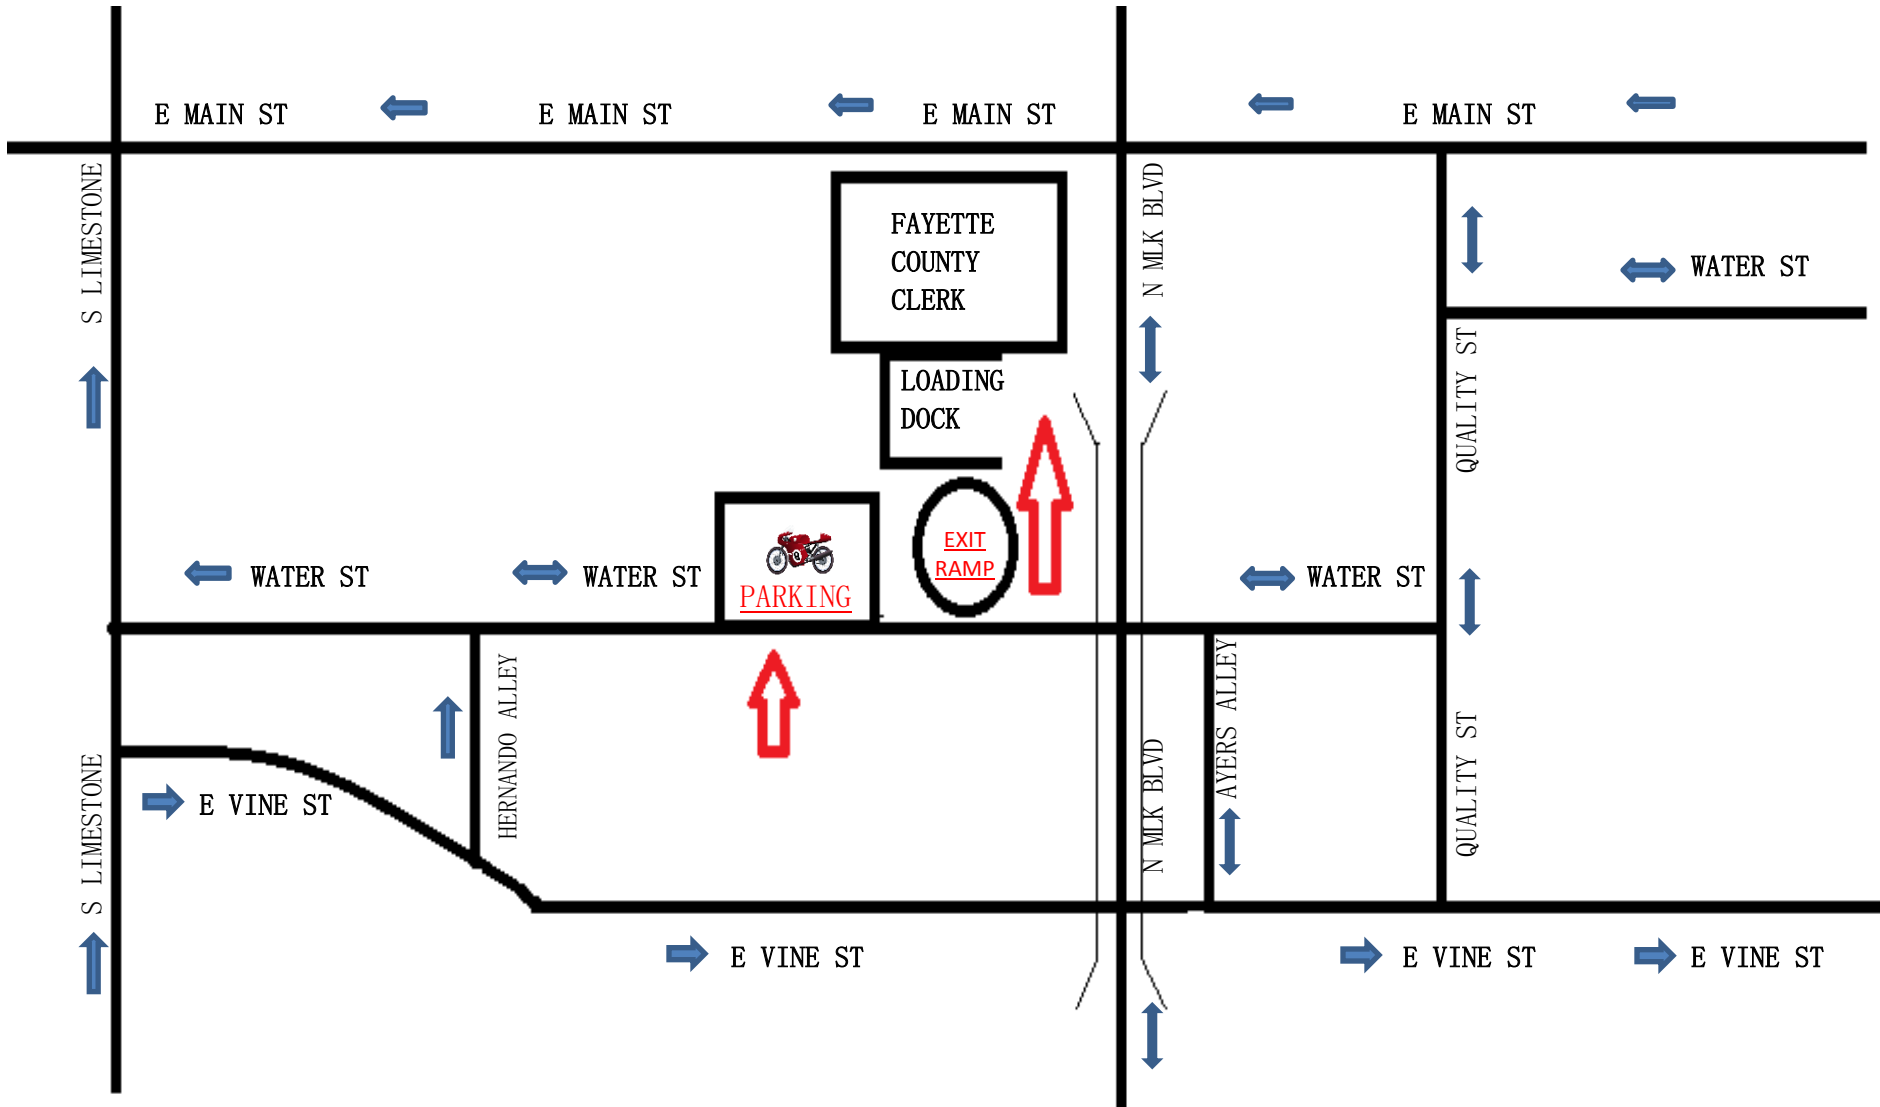 E MAIN ST
E MAIN ST
E MAIN ST
E MAIN ST
S LIMESTONE
FAYETTE
COUNTY
CLERK
N MLK BLVD
WATER ST
QUALITY ST
LOADING
DOCK
EXIT
RAMP
8
PARKING
WATER ST
WATER ST
WATER ST
HERNANDO ALLEY
AYERS ALLEY
S LIMESTONE
E VINE ST
N MLK BLVD
QUALITY ST
E VINE ST
E VINE ST
E VINE ST